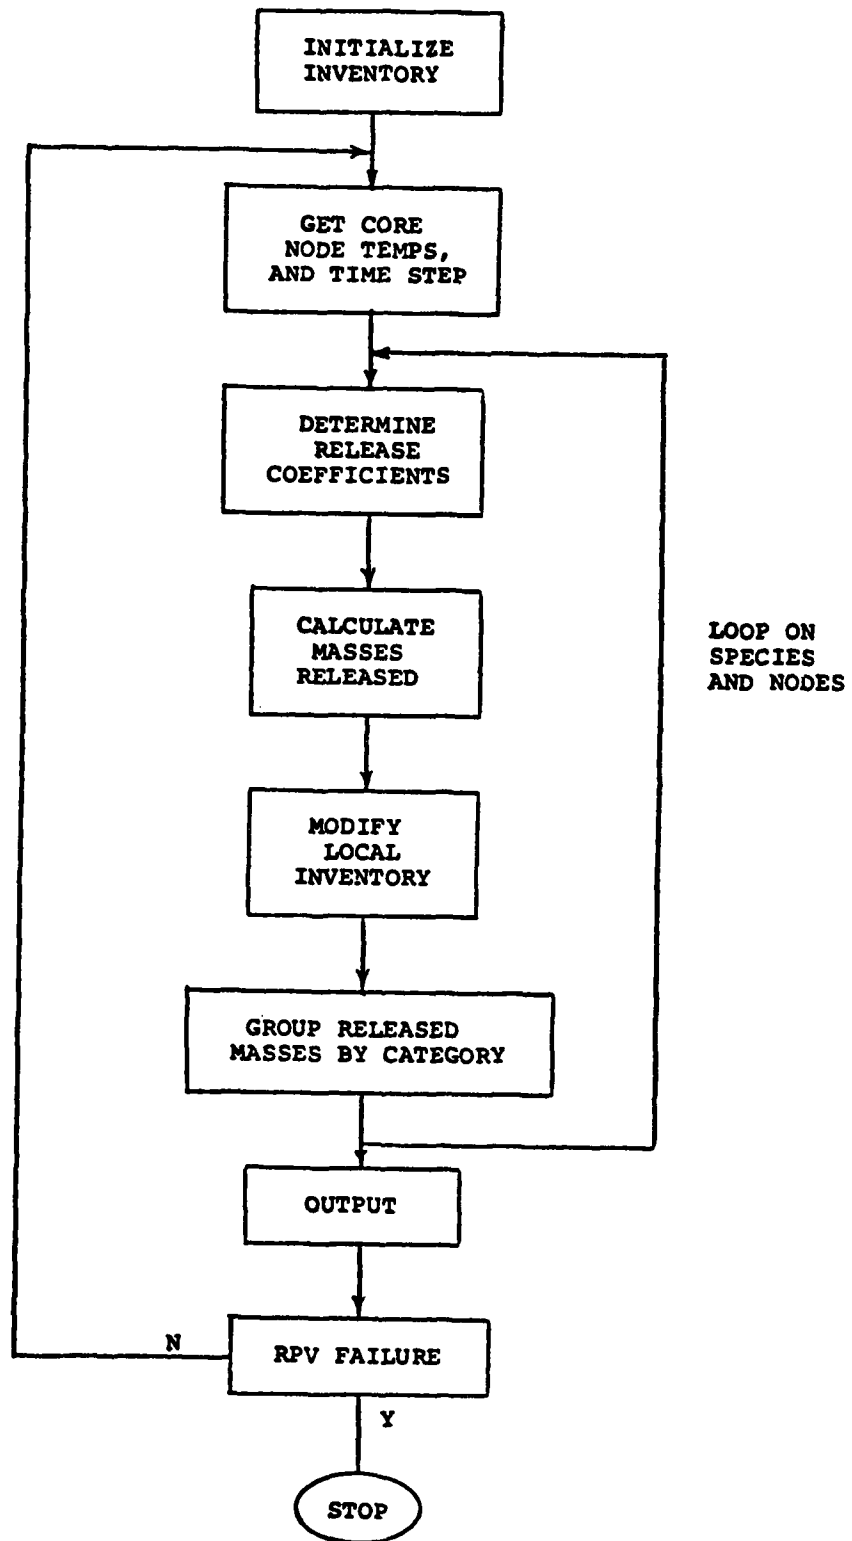 INITIALIZE
INVENTORY
GET CORE
NODE TEMPS,
AND TIME STEP
DETERMINE
RELEASE
COEFFICIENTS
CALCULATE
MASSES
RELEASED
LOOP ON
SPECIES
AND NODES
MODIFY
LOCAL
INVENTORY
GROUP RELEASED
MASSES BY CATEGORY
OUTPUT
N
RPV FAILURE
Y
STOP